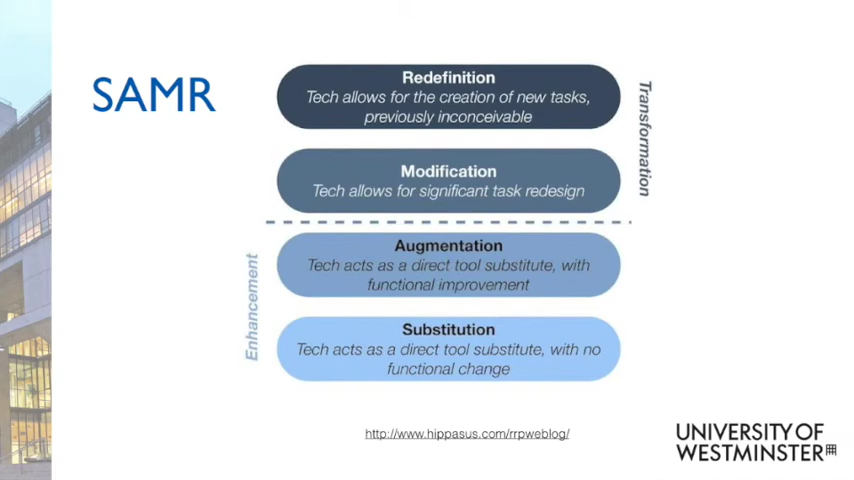 SAMR
Redefinition
Tech allows for the creation of new tasks,
previously inconceivable
Transformation
Modification
Tech allows for significant task redesign
Augmentation
Tech acts as a direct tool substitute, with
functional improvement
Enhancement
Substitution
Tech acts as a direct tool substitute, with no
functional change
http://www.hippasus.com/rrpweblog/
UNIVERSITY OF
WESTMINSTER